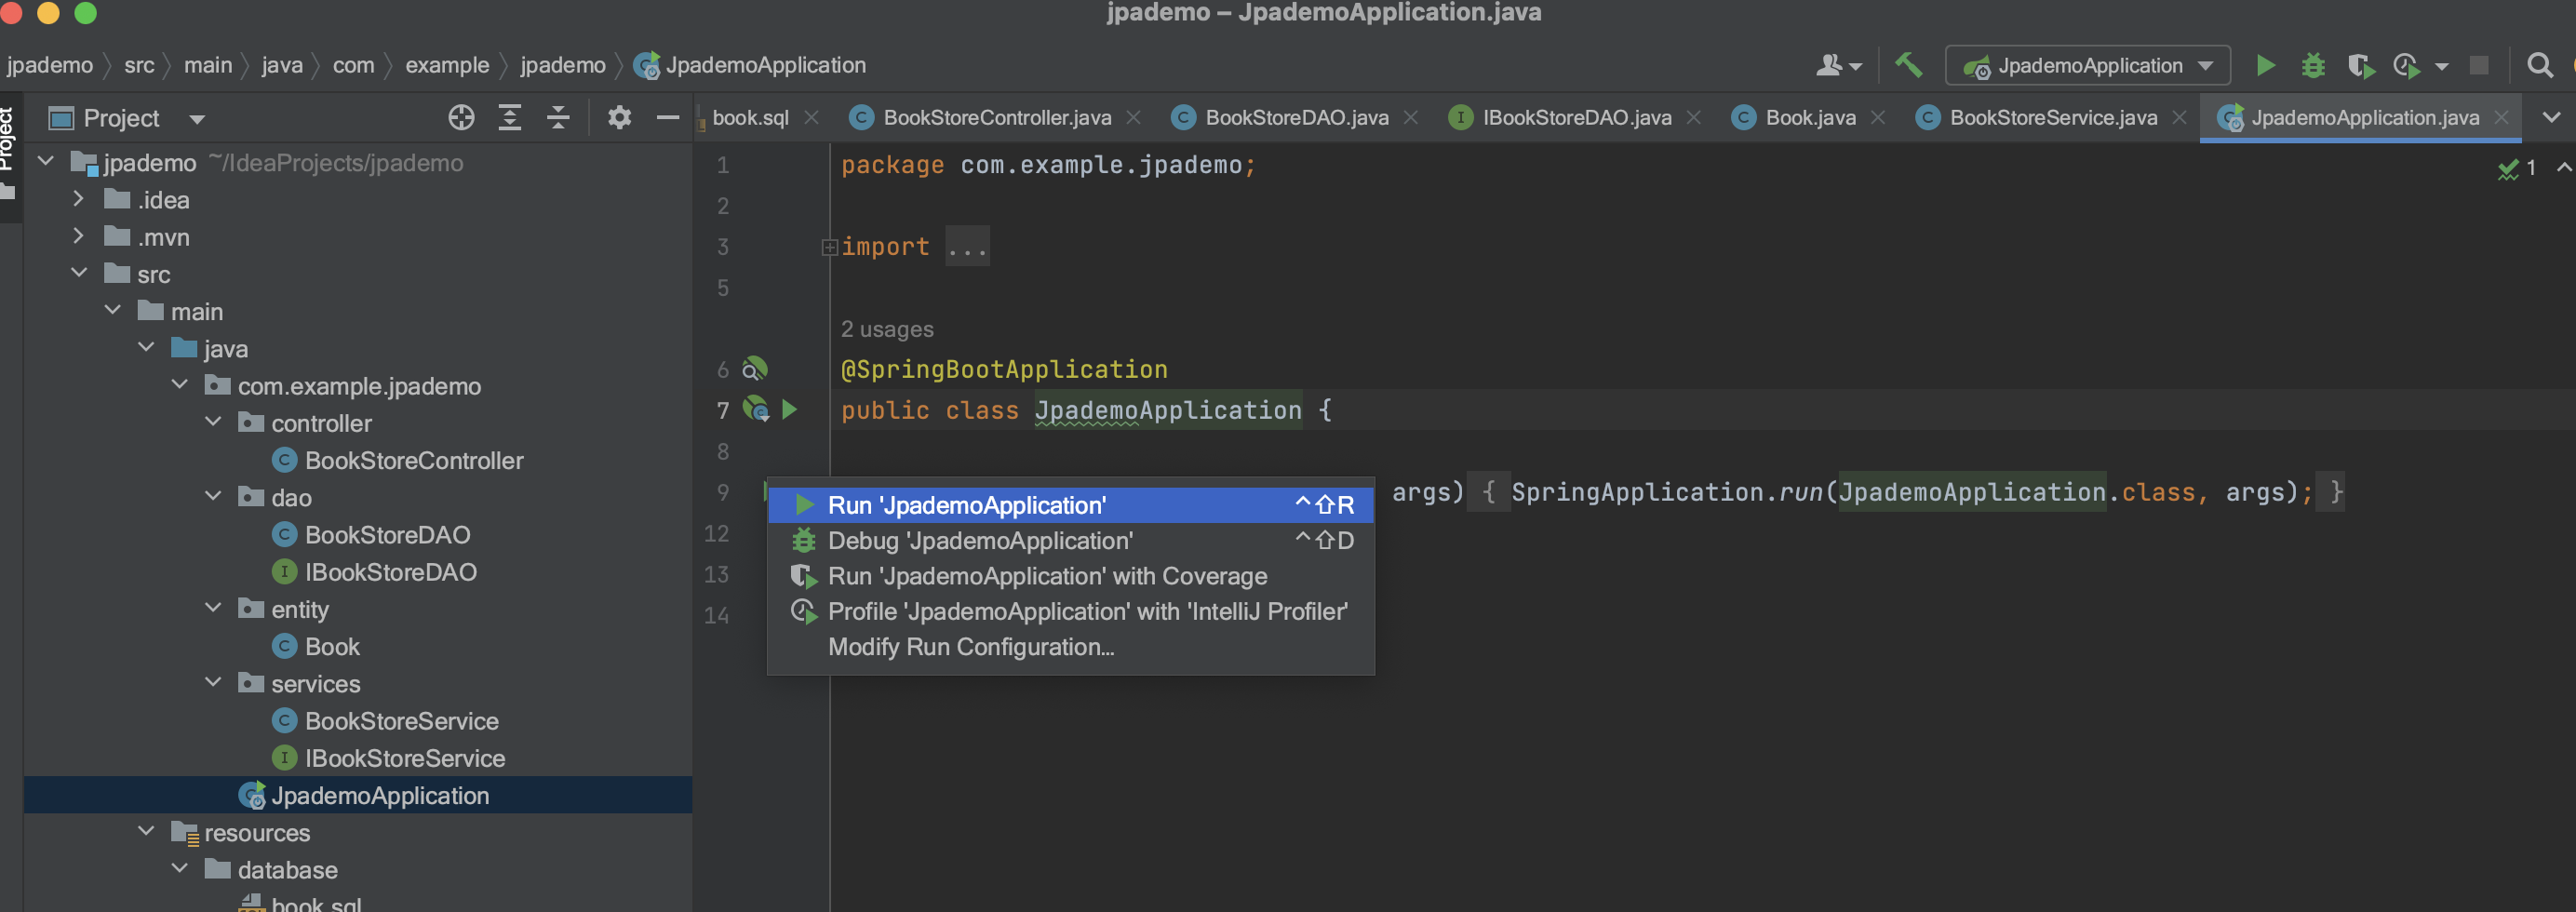 jpademo – JpademoApplication.java
jpademo src main java com example jpademo JpademoApplication
JpademoApplication
Project
Project
book.sql BookStoreController.java BookStoreDAO.java IBookStoreDAO.java Book.java BookStoreService.java JpademoApplication.java
jpademo ~/IdeaProjects/jpademo
.idea
.mvn
src
main
java
com.example.jpademo
controller
BookStoreController
dao
BookStoreDAO
IBookStoreDAO
entity
Book
services
BookStoreService
IBookStoreService
JpademoApplication
resources
database
book.sql
1 package com.example.jpademo;
1
2
3 import ...
5
2 usages
6 @SpringBootApplication
7 public class JpademoApplication {
8
9 args) { SpringApplication.run(JpademoApplication.class, args); }
12
13
14
Run 'JpademoApplication' ^⇧R
Debug 'JpademoApplication' ^⇧D
Run 'JpademoApplication' with Coverage
Profile 'JpademoApplication' with 'IntelliJ Profiler'
Modify Run Configuration...